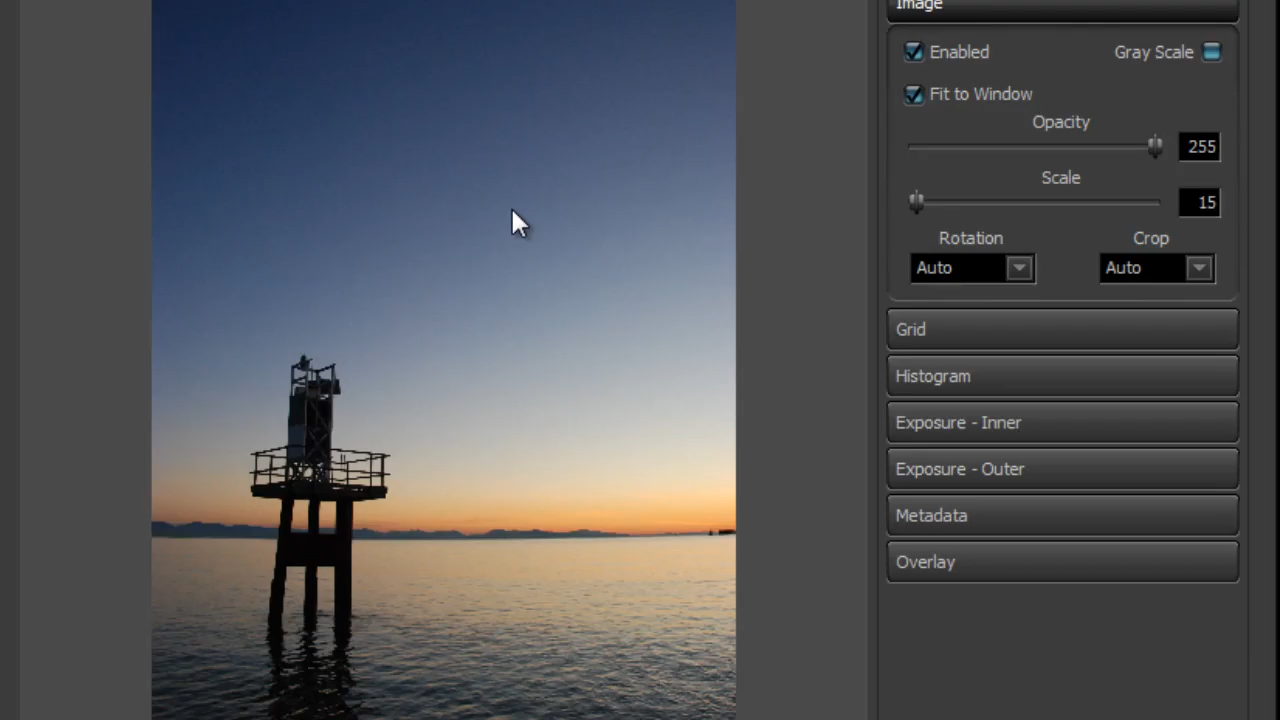 Image
Enabled
Gray Scale
Fit to Window
Opacity
255
Scale
15
Rotation
Crop
Auto
Auto
Grid
Histogram
Exposure - Inner
Exposure - Outer
Metadata
Overlay